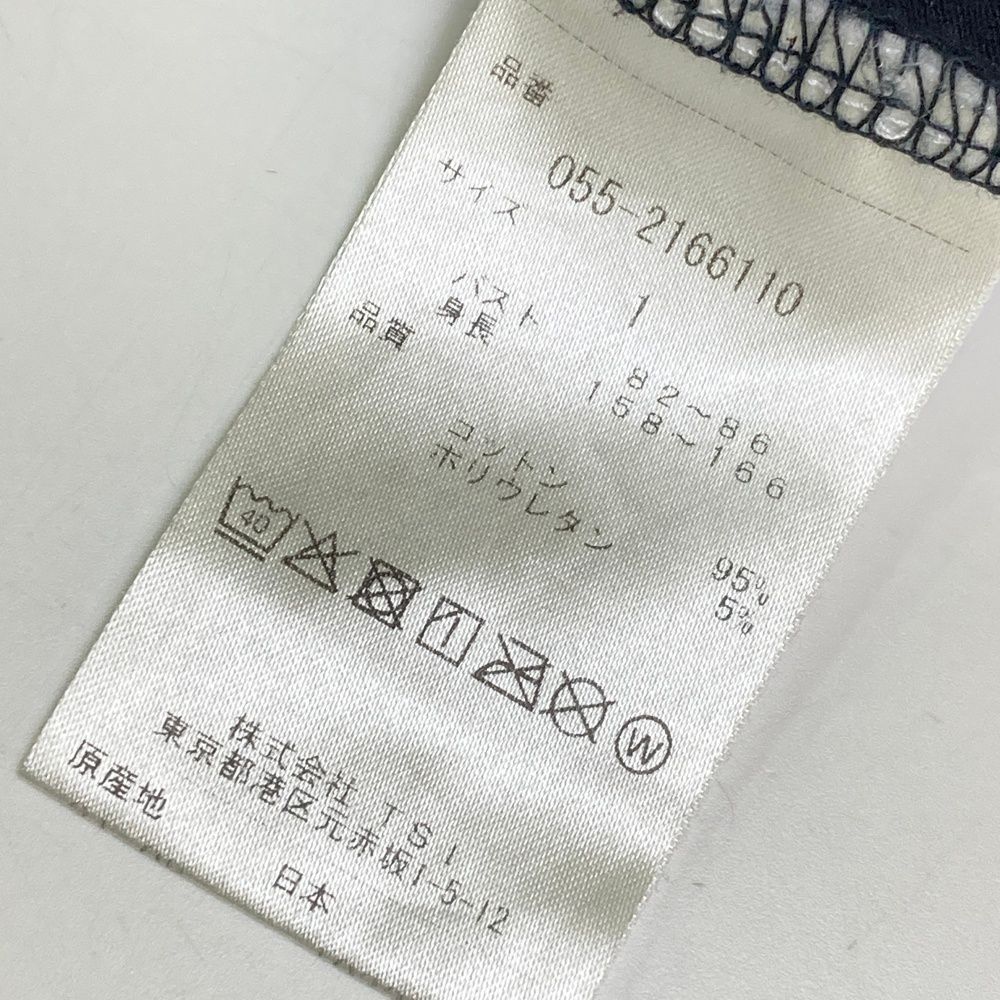 品番
055-2166110
サイズ
1
バスト 82～86
身長 158～166
品質
コットン 95%
ポリウレタン 5%
40
W
株式会社 TSI
東京都港区元赤坂1-5-12
原産地
日本